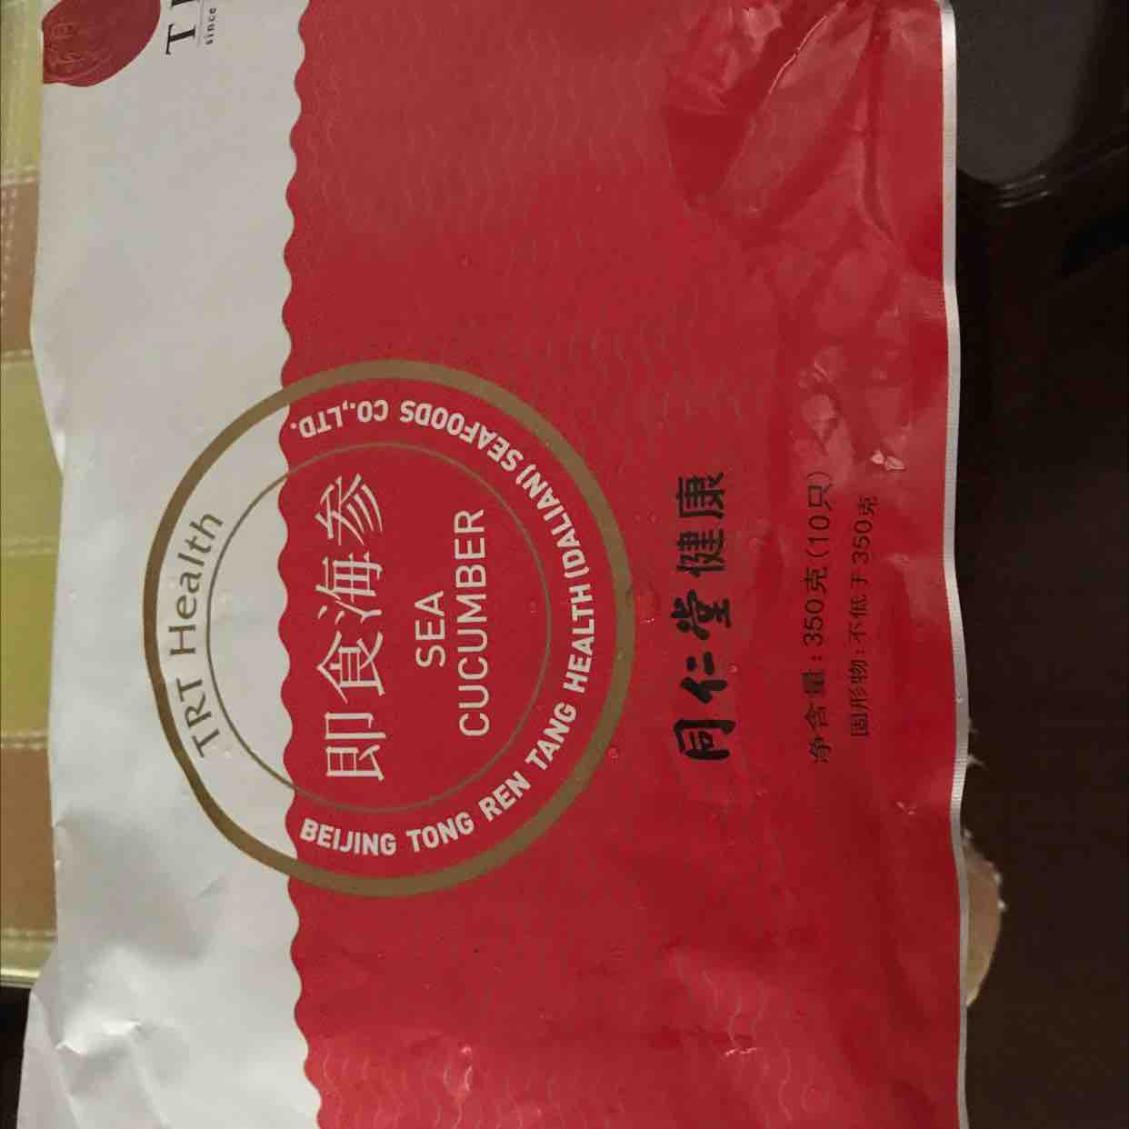 TRT Health
即食海参
SEA
CUCUMBER
BEIJING TONG REN TANG HEALTH (DALIAN) SEAFOODS CO.,LTD.
同仁堂健康
净含量:350克(10只)
固形物:不低于350克
since